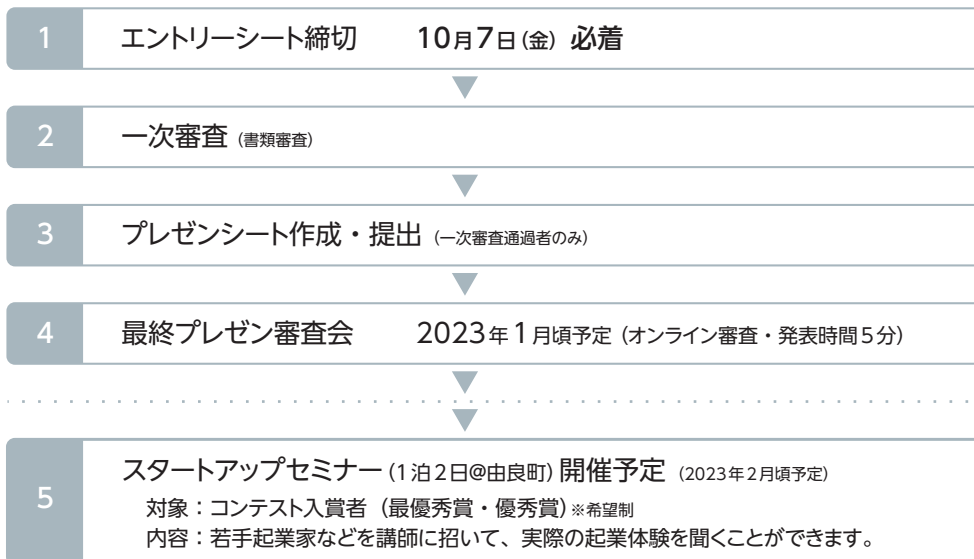 1 エントリーシート締切 10月7日(金) 必着
2 一次審査(書類審査)
3 プレゼンシート作成・提出(一次審査通過者のみ)
4 最終プレゼン審査会 2023年1月頃予定(オンライン審査・発表時間5分)
5 スタートアップセミナー(1泊2日@由良町)開催予定(2023年2月頃予定)
対象：コンテスト入賞者(最優秀賞・優秀賞)※希望制
内容：若手起業家などを講師に招いて、実際の起業体験を聞くことができます。